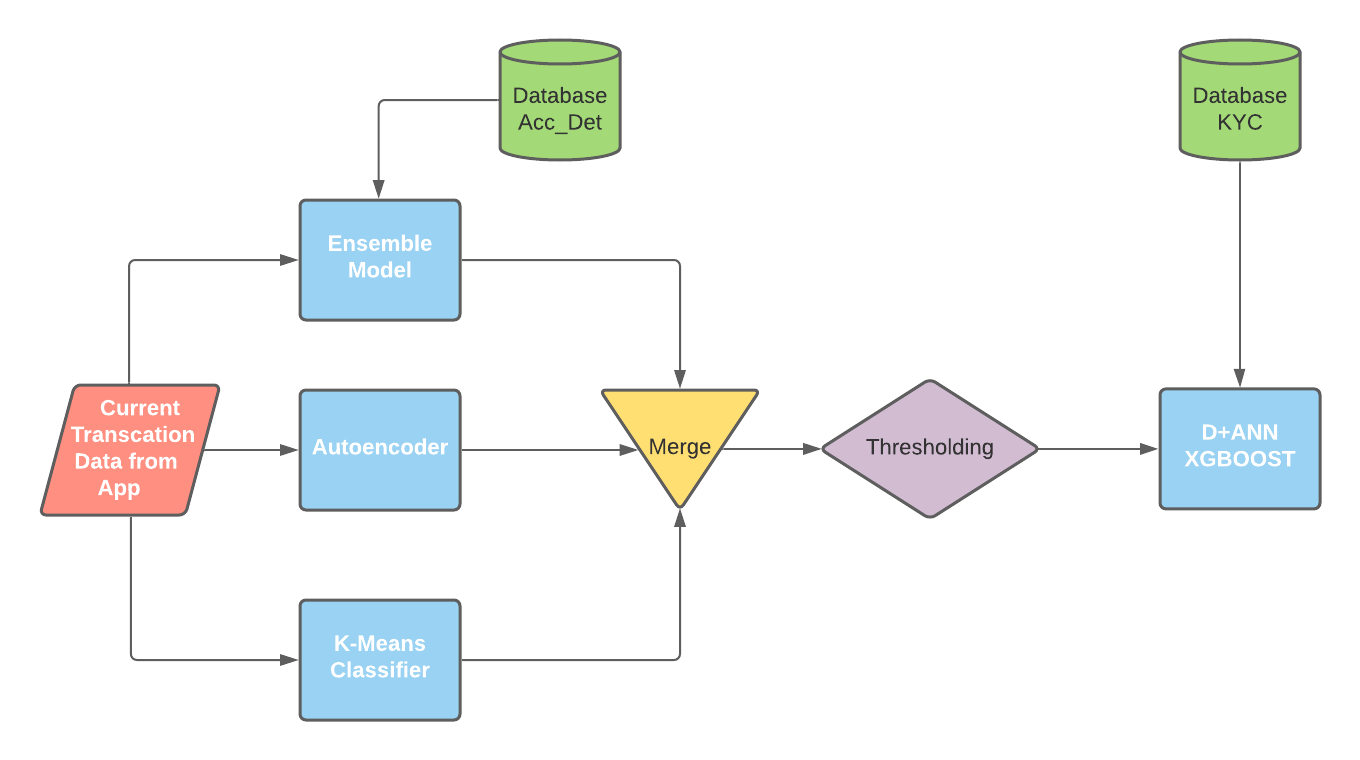 Database
Acc_Det
Database
KYC
Ensemble
Model
Current
Transcation
Data from
App
Autoencoder
Merge
Thresholding
D+ANN
XGBOOST
K-Means
Classifier